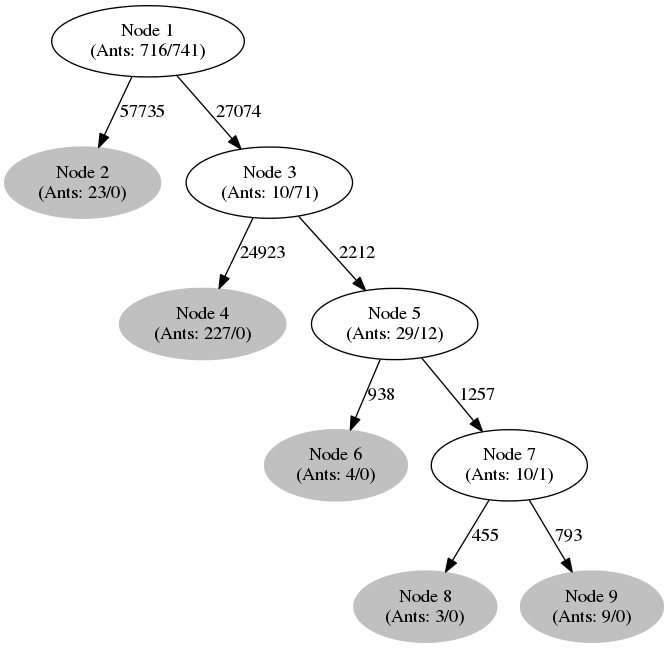 Node 1
(Ants: 716/741)
57735
27074
Node 2
(Ants: 23/0)
Node 3
(Ants: 10/71)
24923
2212
Node 4
(Ants: 227/0)
Node 5
(Ants: 29/12)
938
1257
Node 6
(Ants: 4/0)
Node 7
(Ants: 10/1)
455
793
Node 8
(Ants: 3/0)
Node 9
(Ants: 9/0)